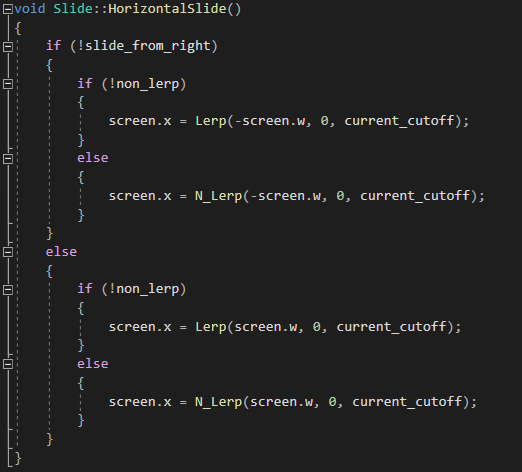 void Slide::HorizontalSlide()
{
    if (!slide_from_right)
    {
        if (!non_lerp)
        {
            screen.x = Lerp(-screen.w, 0, current_cutoff);
        }
        else
        {
            screen.x = N_Lerp(-screen.w, 0, current_cutoff);
        }
    }
    else
    {
        if (!non_lerp)
        {
            screen.x = Lerp(screen.w, 0, current_cutoff);
        }
        else
        {
            screen.x = N_Lerp(screen.w, 0, current_cutoff);
        }
    }
}